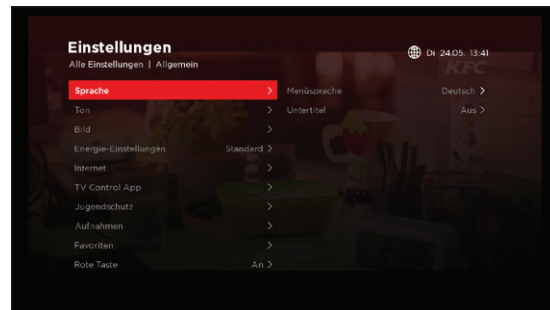 Einstellungen
Di 24.05. 13:41
Alle Einstellungen | Allgemein
KFC
Sprache
Menüsprache Deutsch
Ton
Untertitel Aus
Bild
Energie-Einstellungen Standard
Internet
TV Control App
Jugendschutz
Aufnahmen
Favoriten
Rote Taste An